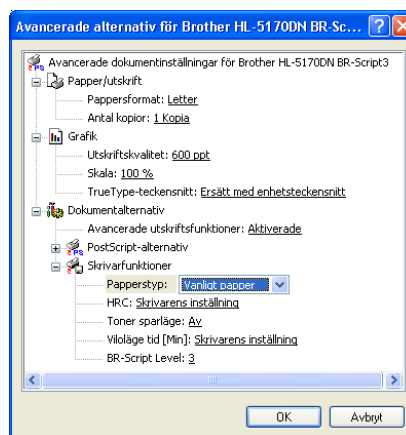 Avancerade alternativ för Brother HL-5170DN BR-Sc...
Avancerade dokumentinställningar för Brother HL-5170DN BR-Script3
Papper/utskrift
Pappersformat: Letter
Antal kopior: 1 Kopia
Grafik
Utskriftskvalitet: 600 ppt
Skala: 100 %
TrueType-teckensnitt: Ersätt med enhetsteckensnitt
Dokumentalternativ
Avancerade utskriftsfunktioner: Aktiverade
PostScript-alternativ
Skrivarfunktioner
Papperstyp: Vanligt papper
HRC: Skrivarens inställning
Toner sparläge: Av
Viloläge tid [Min]: Skrivarens inställning
BR-Script Level: 3
OK Avbryt